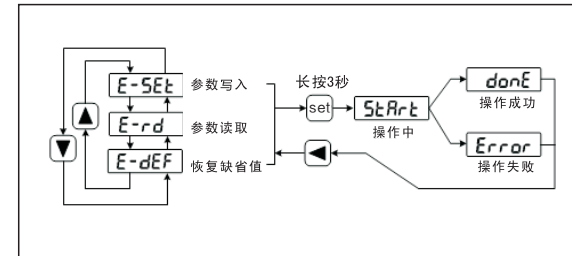 E-SEt 参数写入
E-rd 参数读取
E-dEF 恢复缺省值
长按3秒
set
StArt
操作中
donE
操作成功
Error
操作失败